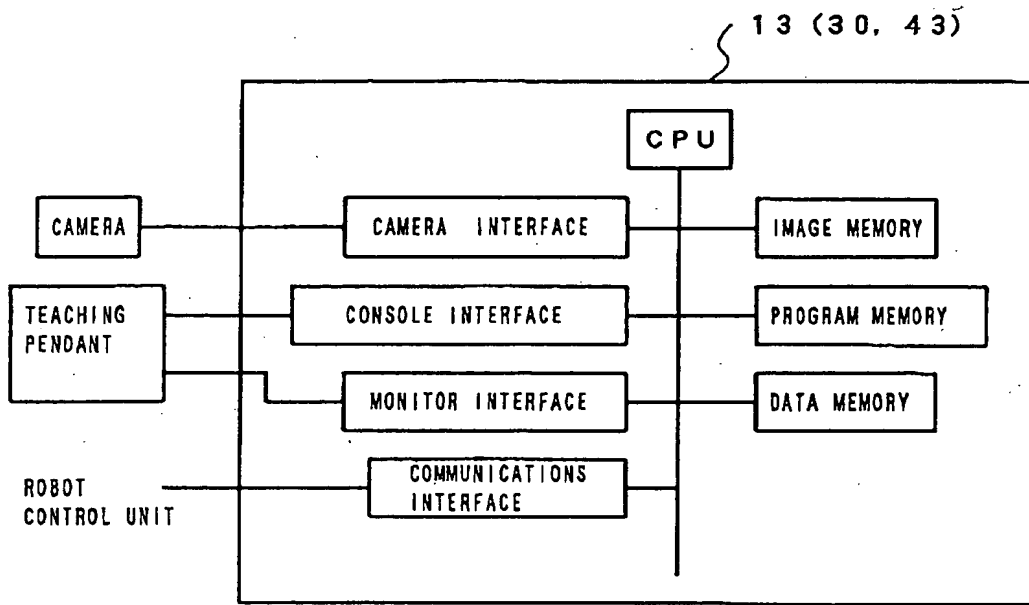 13 (30, 43)
CPU
CAMERA
CAMERA INTERFACE
IMAGE MEMORY
TEACHING
PENDANT
CONSOLE INTERFACE
PROGRAM MEMORY
MONITOR INTERFACE
DATA MEMORY
ROBOT
CONTROL UNIT
COMMUNICATIONS
INTERFACE